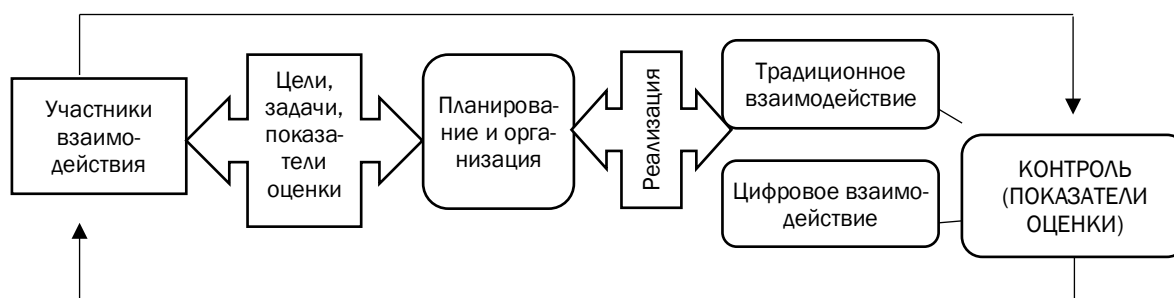 Участники
взаимо-
действия
Цели,
задачи,
показа-
тели
оценки
Планирова-
ние и орга-
низация
Реализация
Традиционное
взаимодействие
Цифровое взаимо-
действие
КОНТРОЛЬ
(ПОКАЗАТЕЛИ
ОЦЕНКИ)